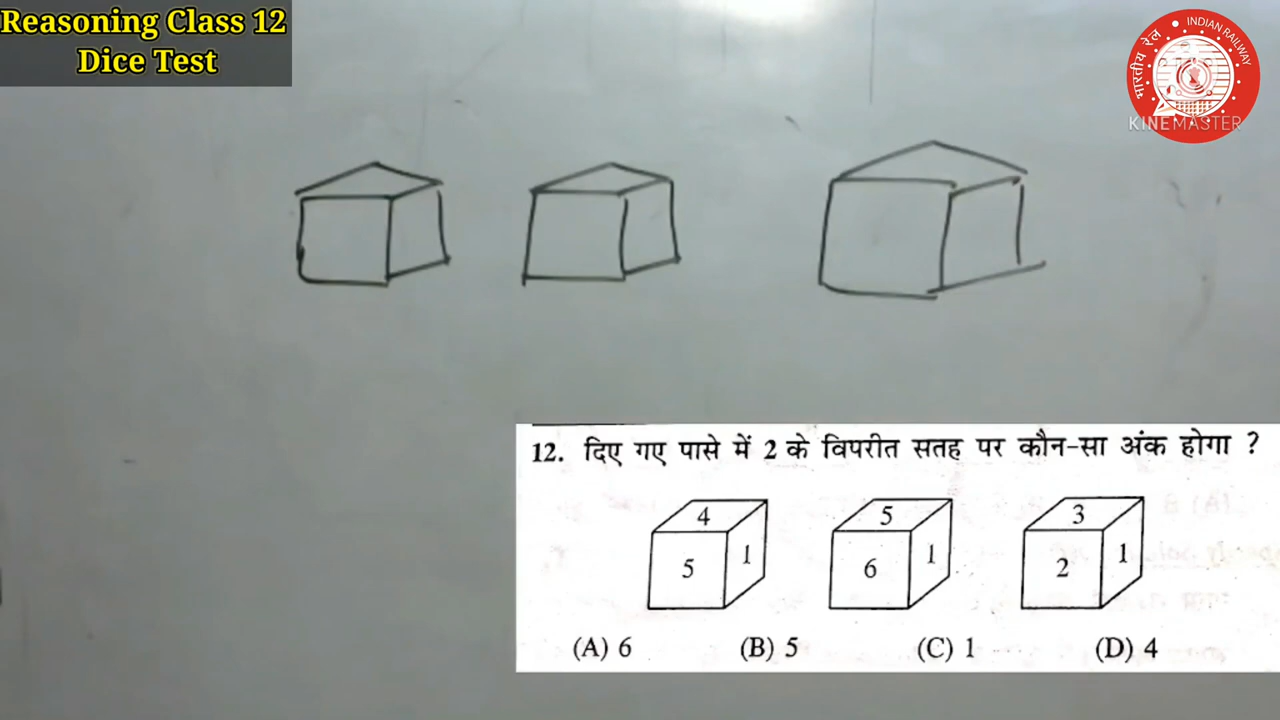 Reasoning Class 12
Dice Test
भारतीय रेल
INDIAN RAILWAY
KINEMASTER
12. दिए गए पासे में 2 के विपरीत सतह पर कौन-सा अंक होगा ?
4 5 3
5 1 6 1 2 1
(A) 6 (B) 5 (C) 1 (D) 4